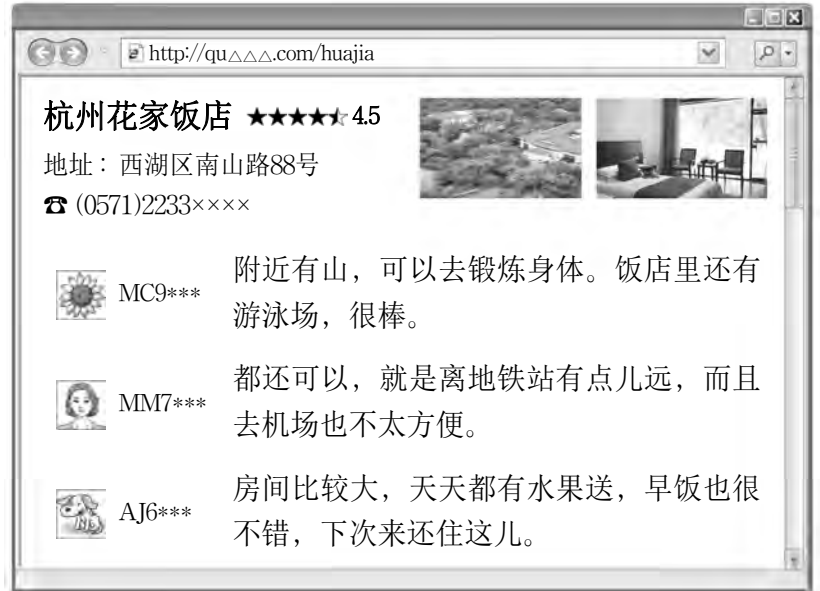 http://qu△△△.com/huajia
杭州花家饭店 ★★★★⯪ 4.5
地址：西湖区南山路88号
☎ (0571)2233××××
MC9***
附近有山，可以去锻炼身体。饭店里还有
游泳场，很棒。
MM7***
都还可以，就是离地铁站有点儿远，而且
去机场也不太方便。
AJ6***
房间比较大，天天都有水果送，早饭也很
不错，下次来还住这儿。